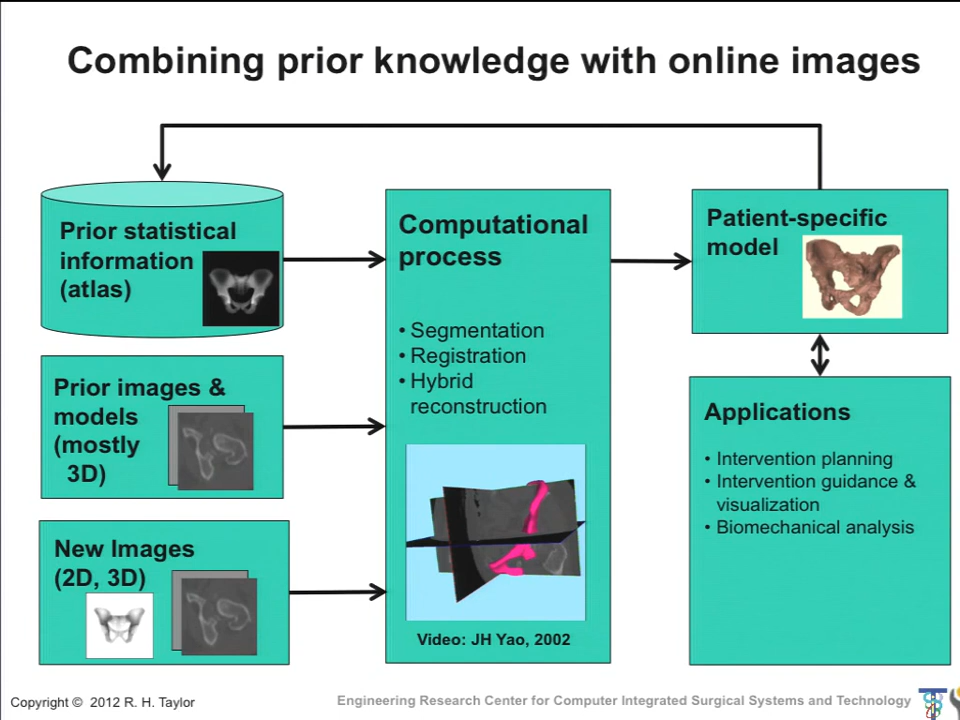 Combining prior knowledge with online images
Prior statistical
information
(atlas)
Prior images &
models
(mostly
3D)
New Images
(2D, 3D)
Computational
process
• Segmentation
• Registration
• Hybrid
reconstruction
Video: JH Yao, 2002
Patient-specific
model
Applications
• Intervention planning
• Intervention guidance &
visualization
• Biomechanical analysis
Copyright © 2012 R. H. Taylor
Engineering Research Center for Computer Integrated Surgical Systems and Technology